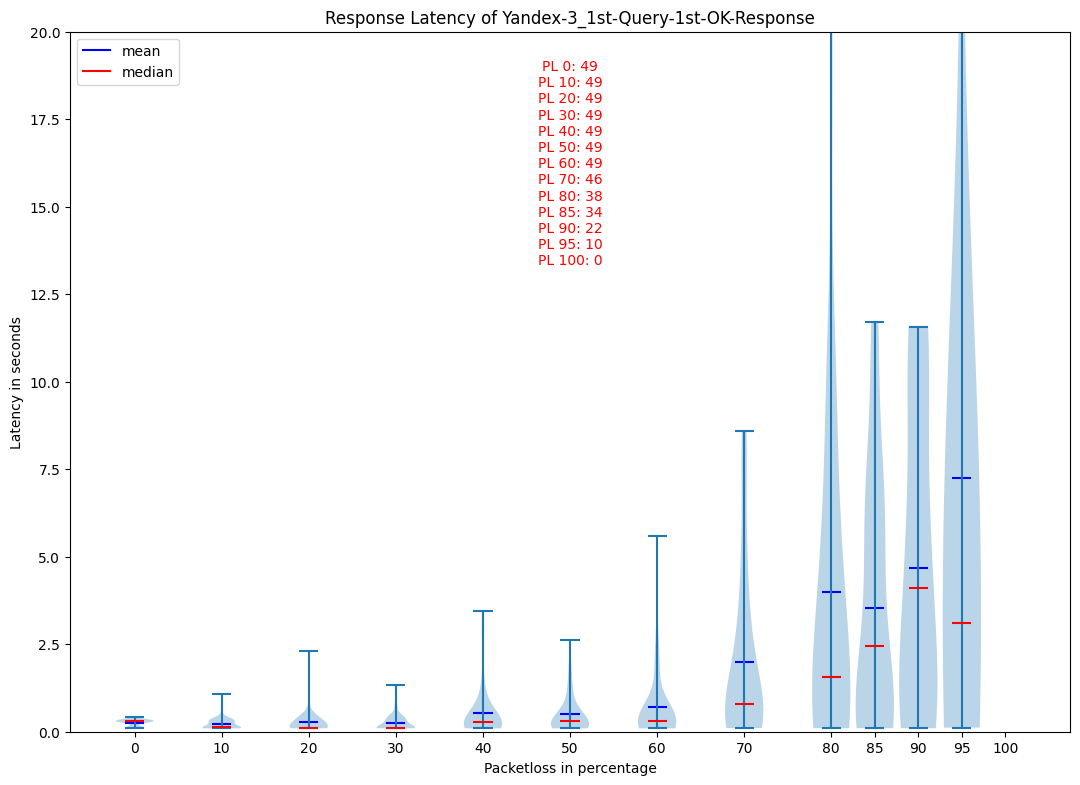 Response Latency of Yandex-3_1st-Query-1st-OK-Response
mean
median
PL 0: 49
PL 10: 49
PL 20: 49
PL 30: 49
PL 40: 49
PL 50: 49
PL 60: 49
PL 70: 46
PL 80: 38
PL 85: 34
PL 90: 22
PL 95: 10
PL 100: 0
Latency in seconds
20.0
17.5
15.0
12.5
10.0
7.5
5.0
2.5
0.0
0 10 20 30 40 50 60 70 80 85 90 95 100
Packetloss in percentage